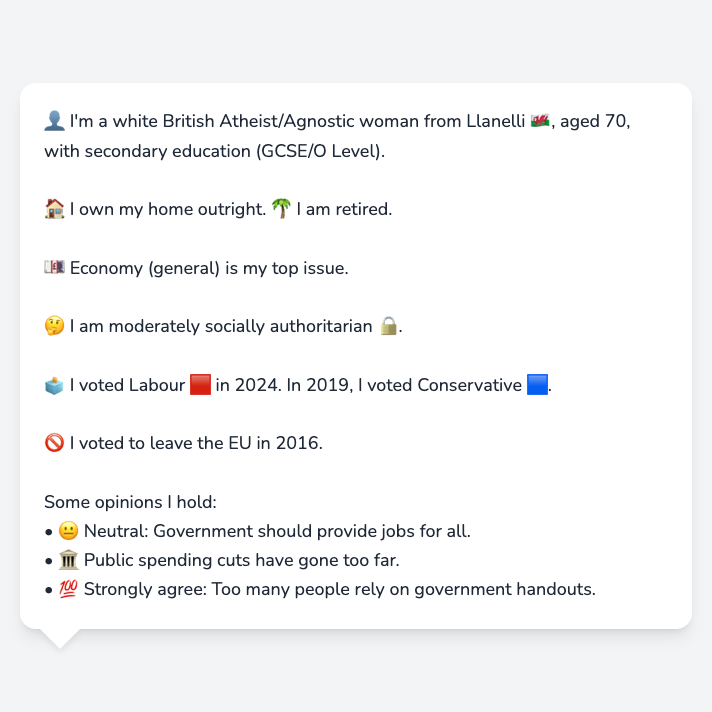 👤 I'm a white British Atheist/Agnostic woman from Llanelli 🏴󠁧󠁢󠁷󠁬󠁳󠁿, aged 70,
with secondary education (GCSE/O Level).
🏠 I own my home outright. 🌴 I am retired.
💷 Economy (general) is my top issue.
🤔 I am moderately socially authoritarian 🔒.
🗳️ I voted Labour 🟥 in 2024. In 2019, I voted Conservative 🟦.
🚫 I voted to leave the EU in 2016.
Some opinions I hold:
• 😐 Neutral: Government should provide jobs for all.
• 🏛️ Public spending cuts have gone too far.
• 💯 Strongly agree: Too many people rely on government handouts.